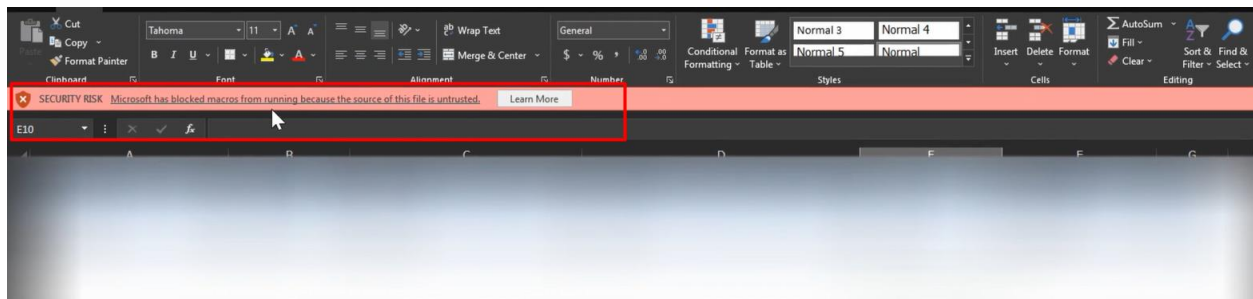 Cut
Copy
Format Painter
Paste
Clipboard
Tahoma 11 A A
B I U A
Font
ab Wrap Text
Merge & Center
Alignment
General
$ % ,
Number
Conditional Formatting
Format as Table
Normal 3 Normal 4
Normal 5 Normal
Styles
Insert Delete Format
Cells
AutoSum
Fill
Clear
Sort & Filter
Find & Select
Editing
SECURITY RISK Microsoft has blocked macros from running because the source of this file is untrusted. Learn More
E10 fx
A B C D E F G